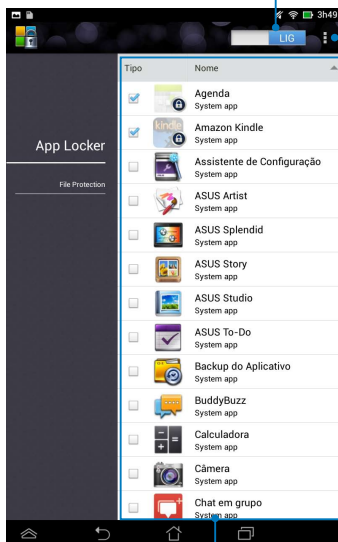 3h49
LIG
Tipo Nome
App Locker
File Protection
Agenda
System app
kindle
Amazon Kindle
System app
Assistente de Configuração
System app
ASUS Artist
System app
ASUS Splendid
System app
ASUS Story
System app
ASUS Studio
System app
ASUS To-Do
System app
Backup do Aplicativo
System app
BuddyBuzz
System app
Calculadora
System app
Câmera
System app
Chat em grupo
System app